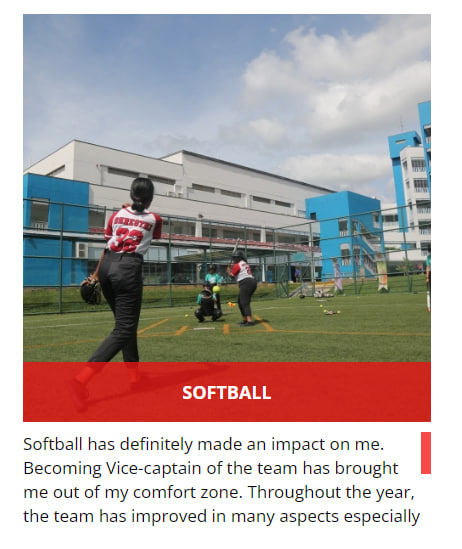 32
SOFTBALL
Softball has definitely made an impact on me.
Becoming Vice-captain of the team has brought
me out of my comfort zone. Throughout the year,
the team has improved in many aspects especially